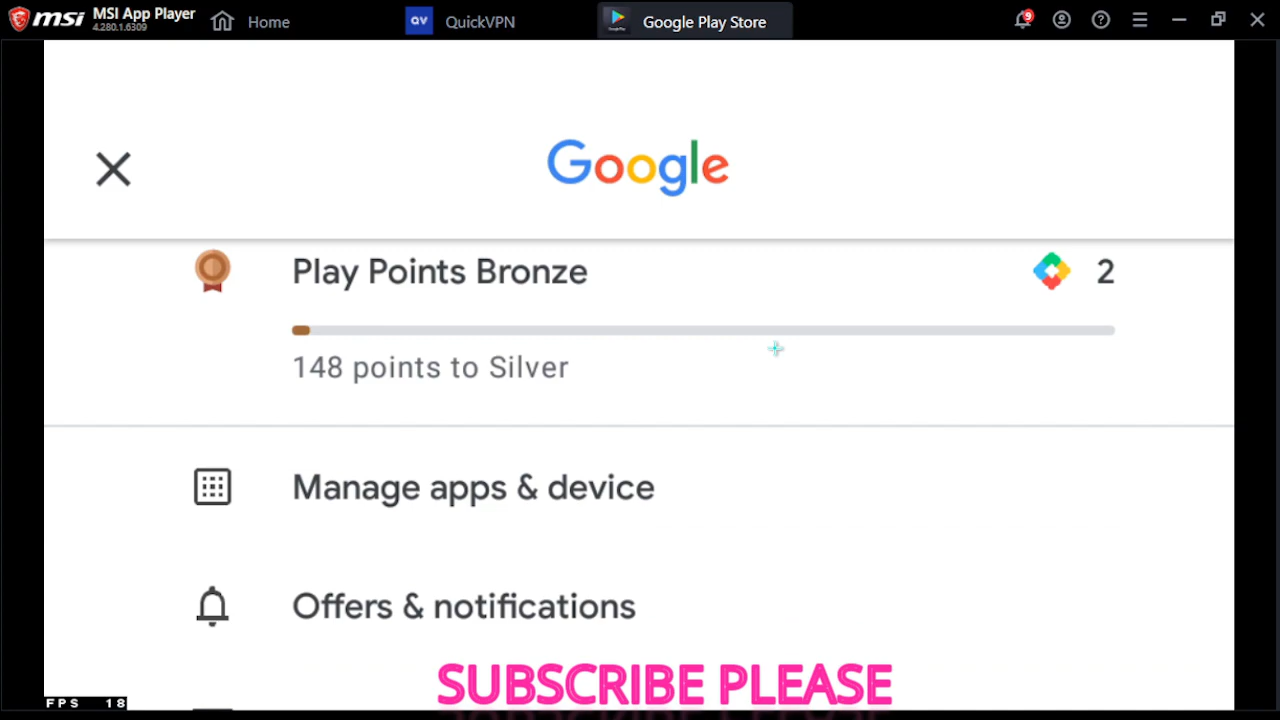 msi MSI App Player
4.280.1.6309
Home
QV QuickVPN
Google Play Store
9
Google
Play Points Bronze 2
148 points to Silver
Manage apps & device
Offers & notifications
SUBSCRIBE PLEASE
FPS 18